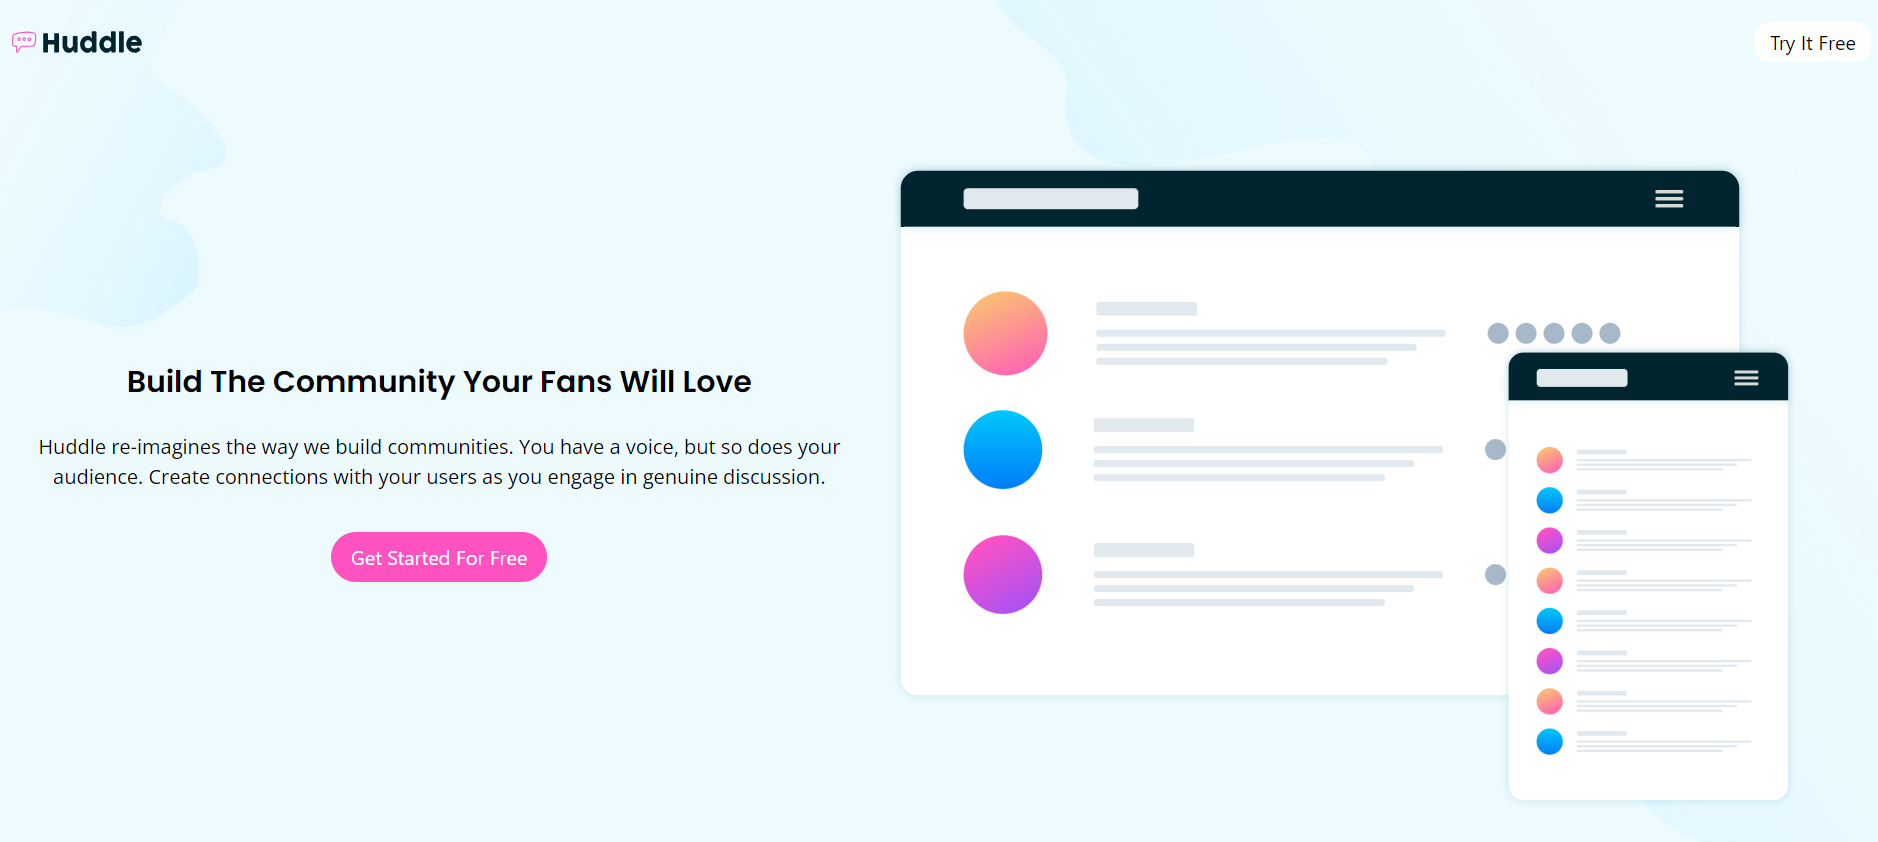 Huddle
Try It Free
Build The Community Your Fans Will Love
Huddle re-imagines the way we build communities. You have a voice, but so does your
audience. Create connections with your users as you engage in genuine discussion.
Get Started For Free